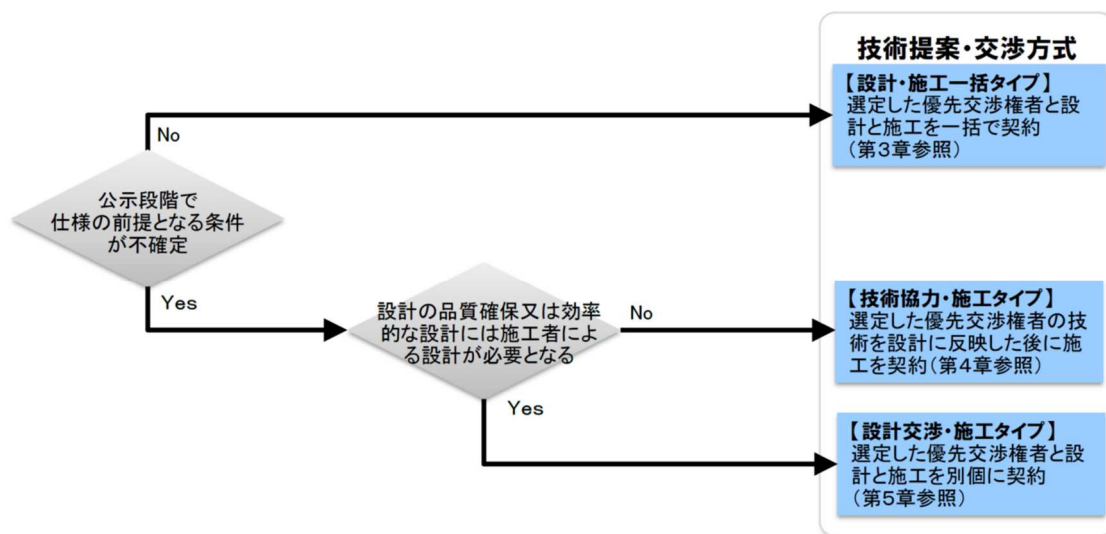 技術提案・交渉方式
【設計・施工一括タイプ】
選定した優先交渉権者と設
計と施工を一括で契約
（第３章参照）
No
公示段階で
仕様の前提となる条件
が不確定
Yes
設計の品質確保又は効率
的な設計には施工者によ
る設計が必要となる
No
【技術協力・施工タイプ】
選定した優先交渉権者の技
術を設計に反映した後に施
工を契約（第４章参照）
Yes
【設計交渉・施工タイプ】
選定した優先交渉権者と設
計と施工を別個に契約
（第５章参照）